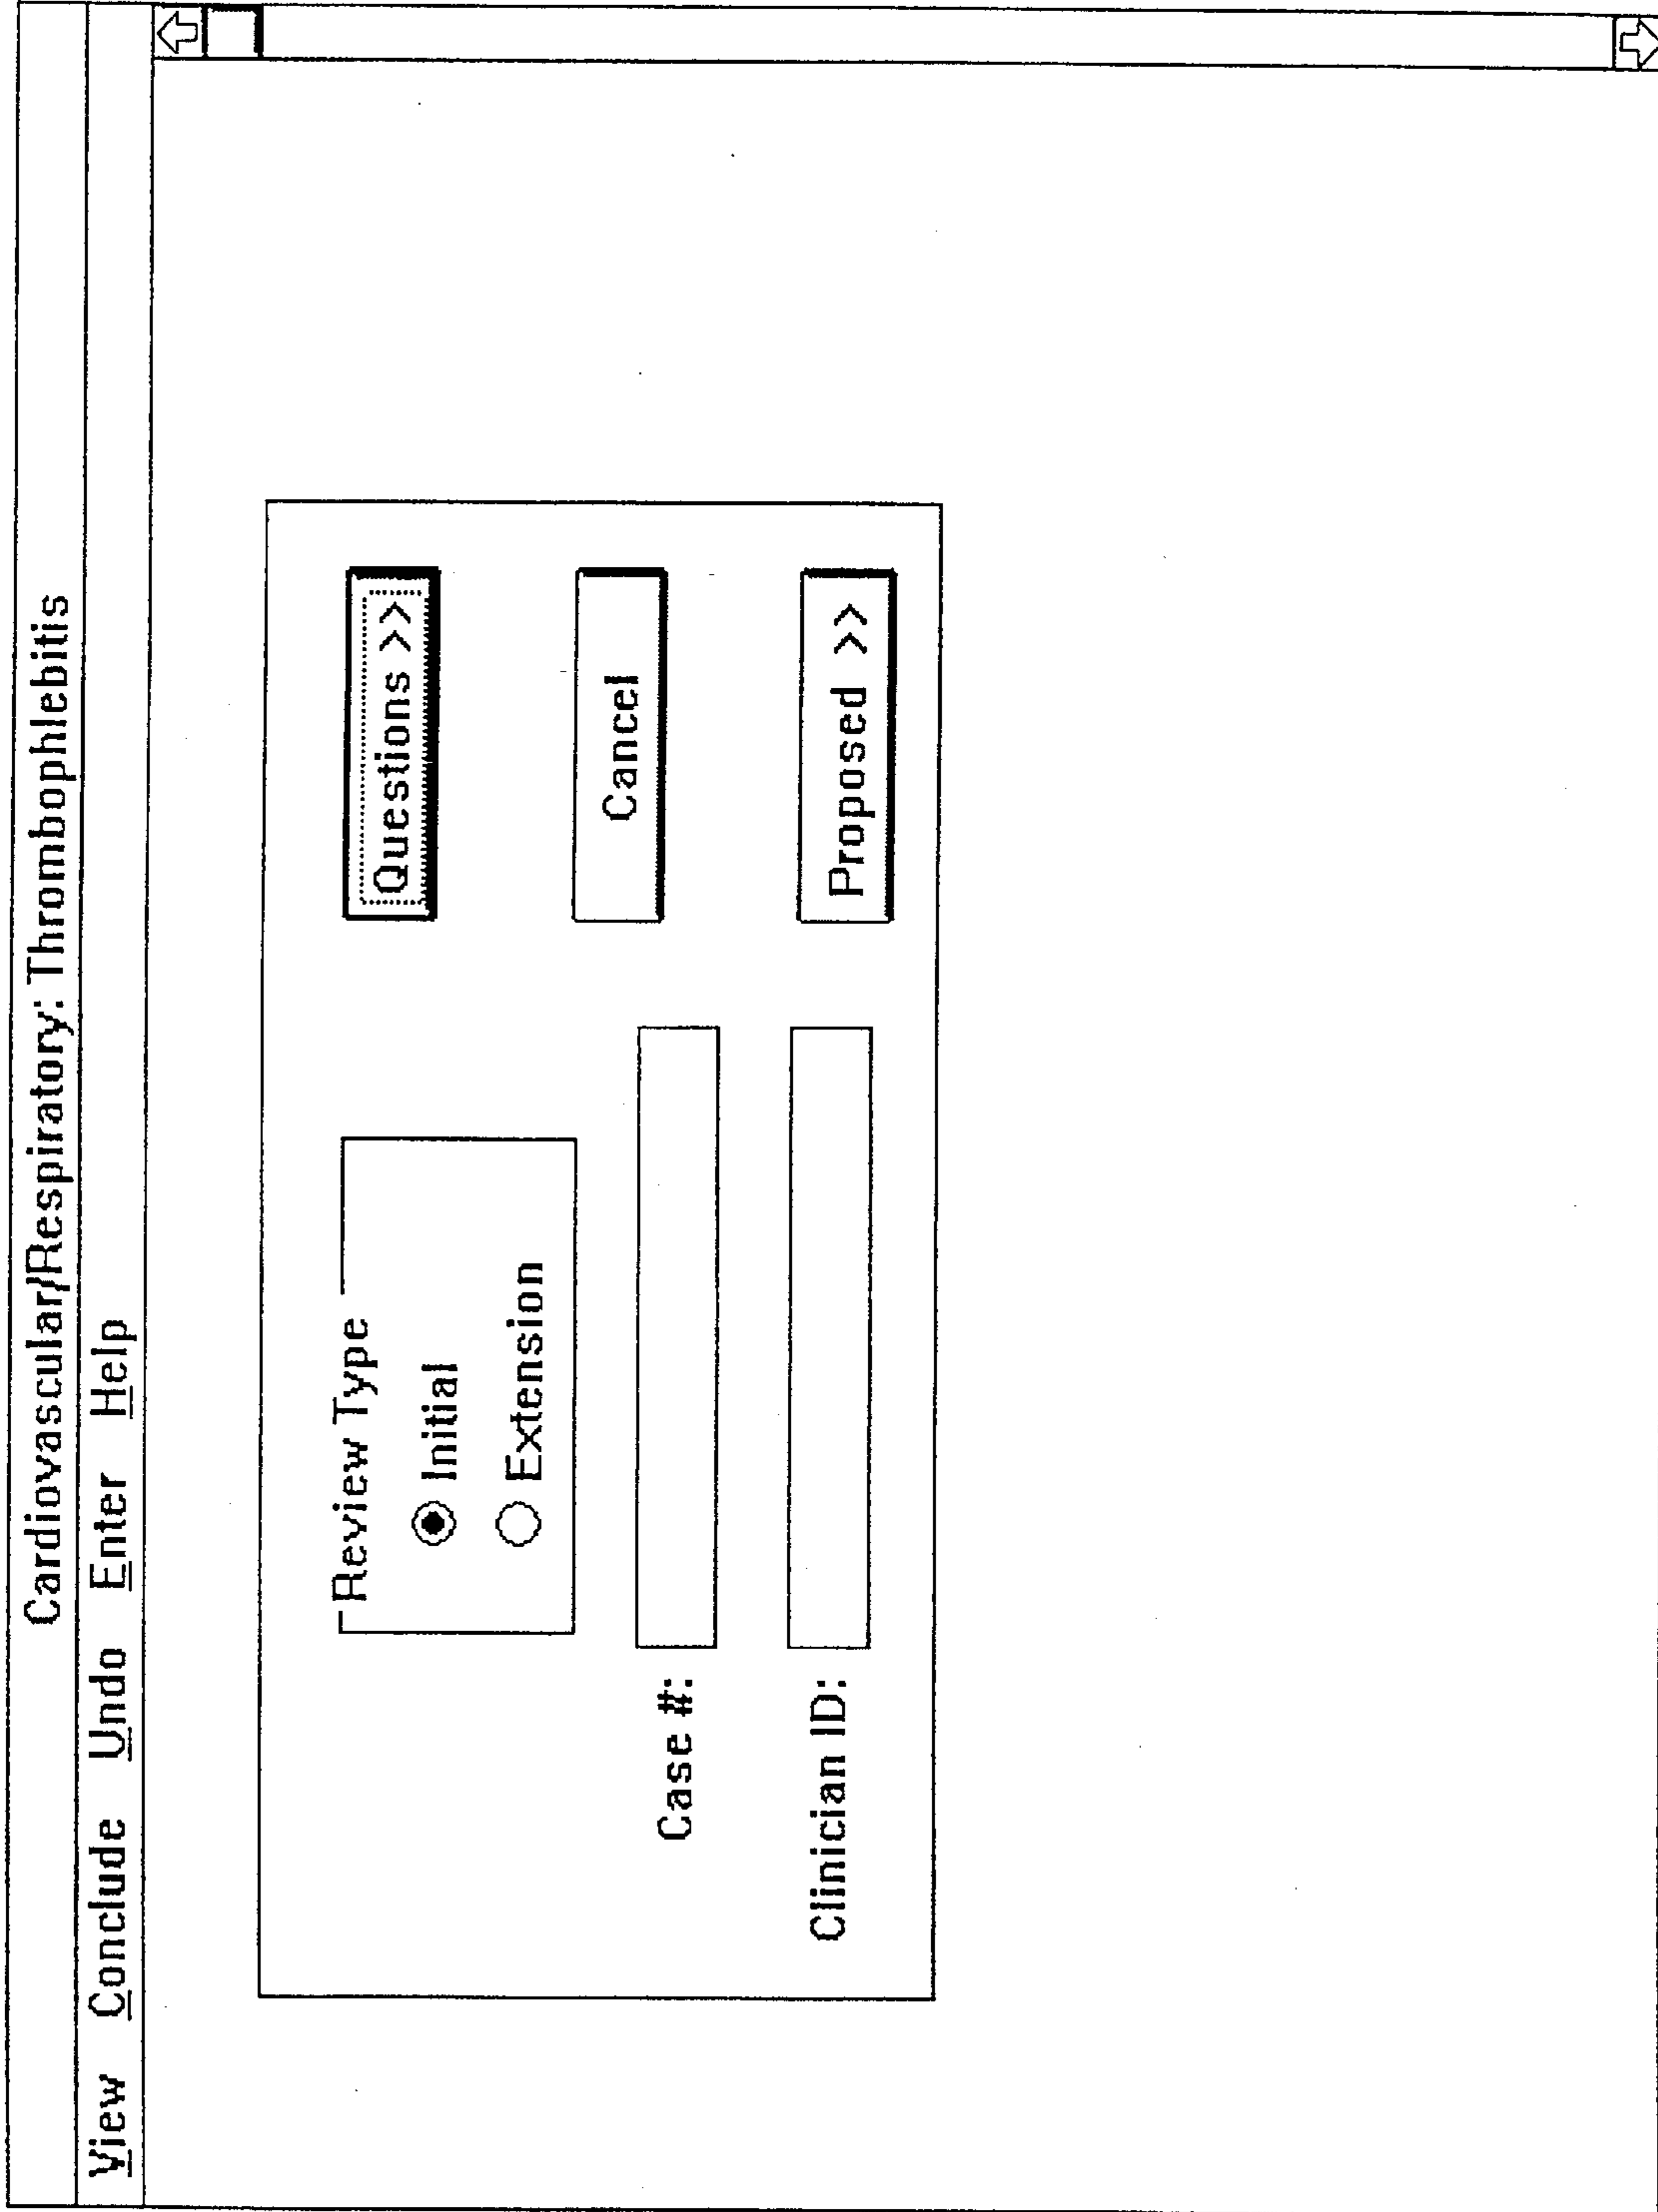 Cardiovascular/Respiratory: Thrombophlebitis
View Conclude Undo Enter Help
Review Type
Initial
Extension
Case #:
Clinician ID:
Questions >>
Cancel
Proposed >>